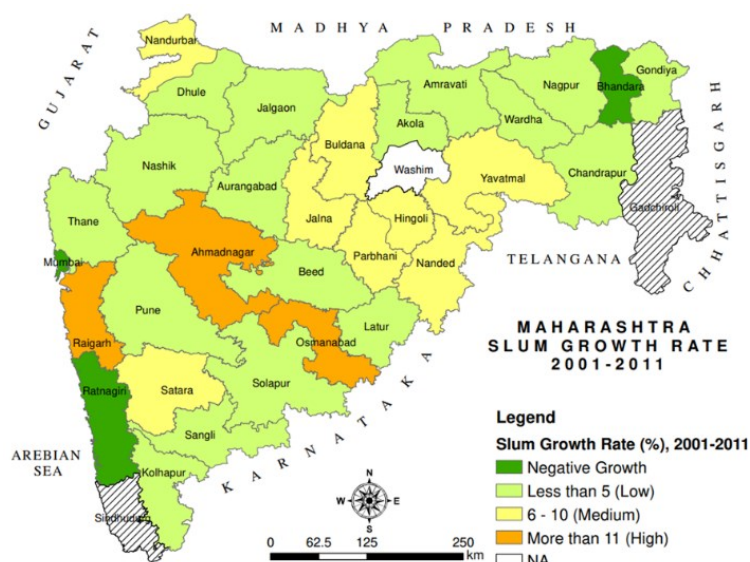 MADHYA PRADESH
GUJARAT
CHHATTISGARH
Nandurbar
Dhule
Jalgaon
Buldana
Amravati
Akola
Nagpur
Wardha
Bhandara
Gondiya
Nashik
Aurangabad
Washim
Yavatmal
Chandrapur
Gadchiroli
Thane
Mumbai
Ahmadnagar
Jalna
Hingoli
Parbhani
Nanded
TELANGANA
Beed
Pune
Raigarh
Latur
Osmanabad
Ratnagiri
Satara
Solapur
Sangli
Kolhapur
KARNATAKA
AREBIAN
SEA
MAHARASHTRA
SLUM GROWTH RATE
2001-2011
Legend
Slum Growth Rate (%), 2001-2011
Negative Growth
Less than 5 (Low)
6 - 10 (Medium)
More than 11 (High)
NA
N
W E
S
0 62.5 125 250
km